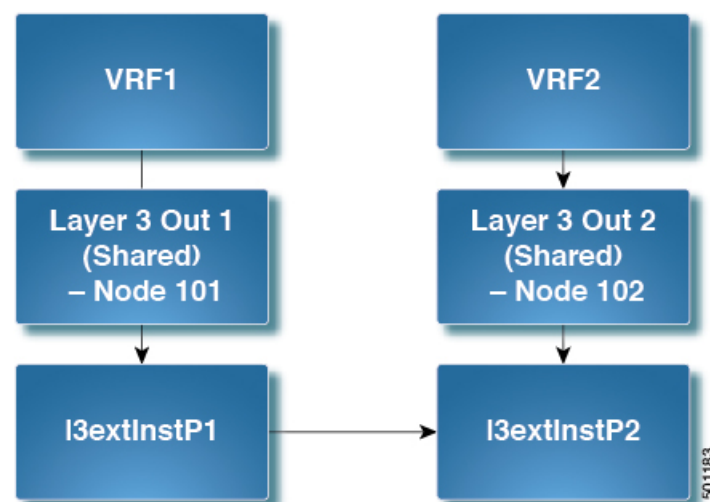 VRF1
VRF2
Layer 3 Out 1
(Shared)
– Node 101
Layer 3 Out 2
(Shared)
– Node 102
l3extInstP1
l3extInstP2
501183